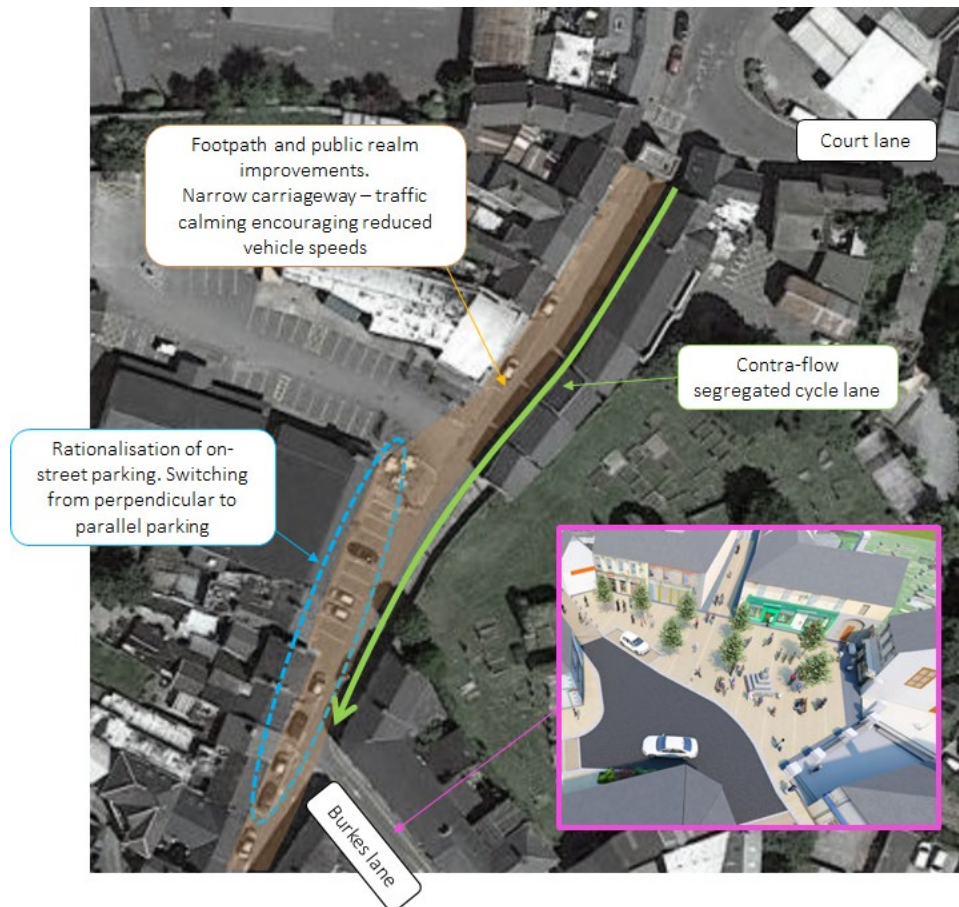 Court lane
Footpath and public realm
improvements.
Narrow carriageway – traffic
calming encouraging reduced
vehicle speeds
Contra-flow
segregated cycle lane
Rationalisation of on-
street parking. Switching
from perpendicular to
parallel parking
Burkes lane